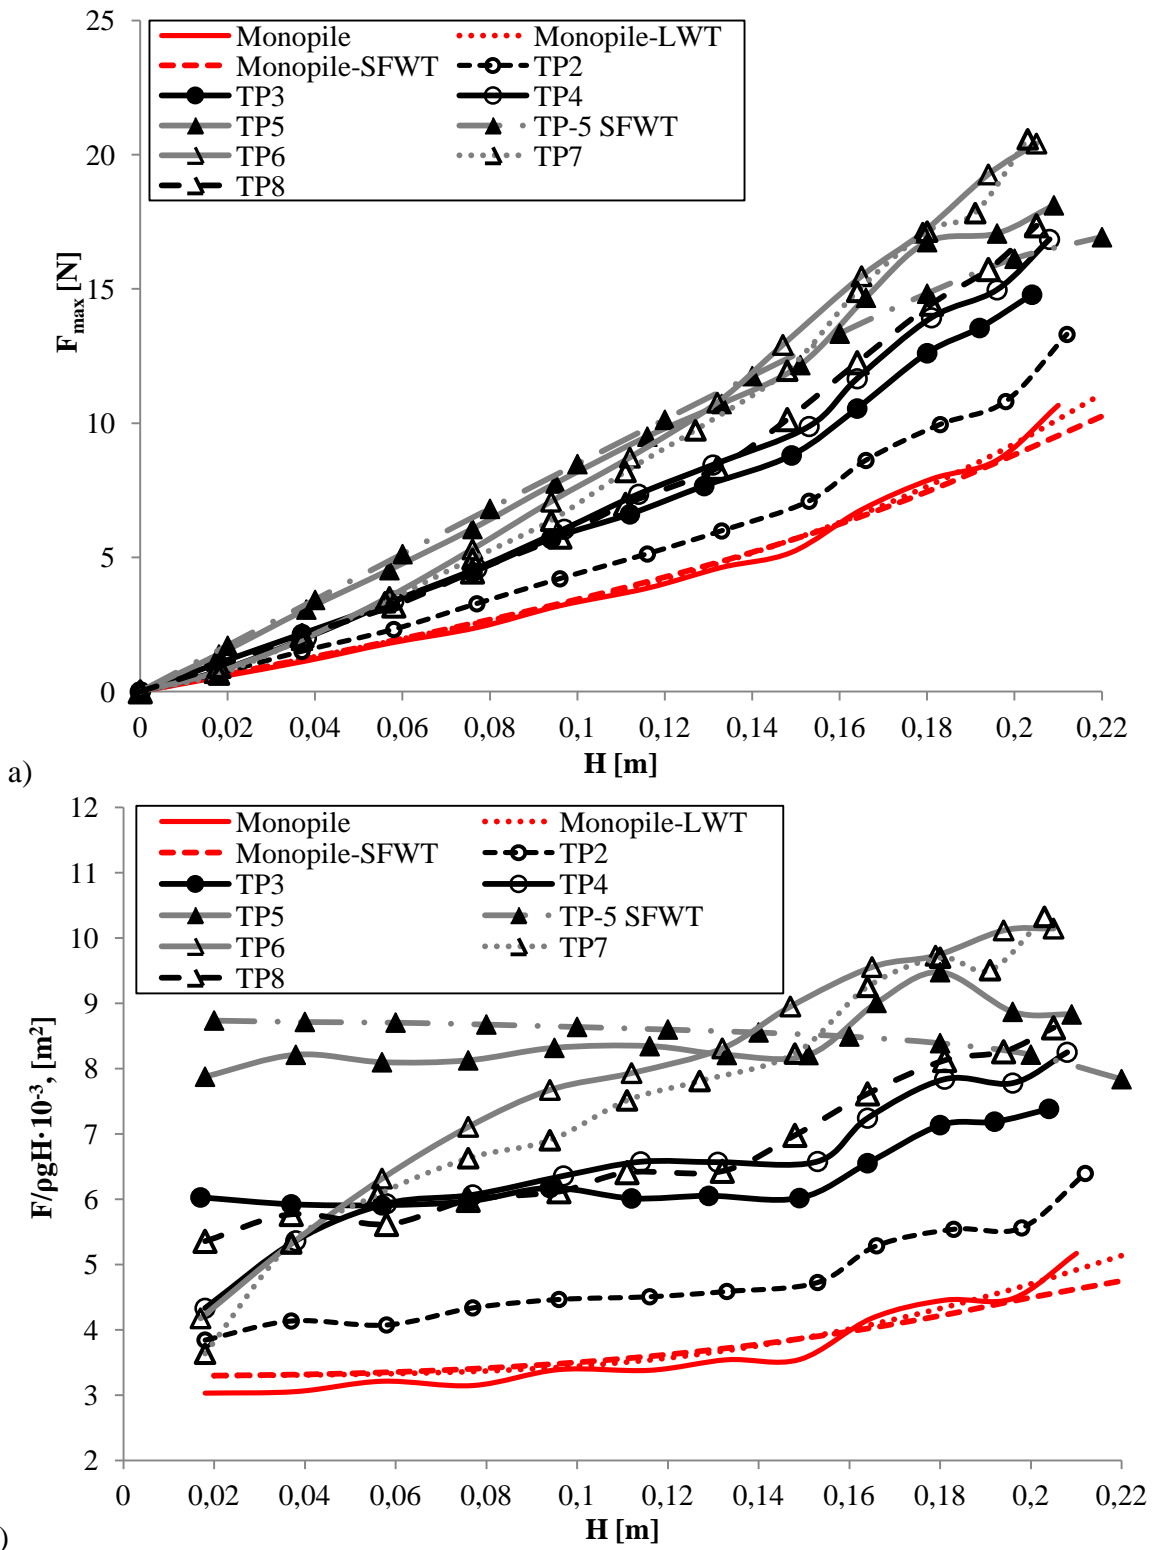 25
Monopile Monopile-LWT
Monopile-SFWT TP2
TP3 TP4
TP5 TP-5 SFWT
TP6 TP7
TP8
20
15
10
5
0
F_max [N]
0 0,02 0,04 0,06 0,08 0,1 0,12 0,14 0,16 0,18 0,2 0,22
H [m]
a)
12
Monopile Monopile-LWT
Monopile-SFWT TP2
TP3 TP4
TP5 TP-5 SFWT
TP6 TP7
TP8
11
10
9
8
7
6
5
4
3
2
F/ρgH·10⁻³, [m²]
0 0,02 0,04 0,06 0,08 0,1 0,12 0,14 0,16 0,18 0,2 0,22
H [m]
)